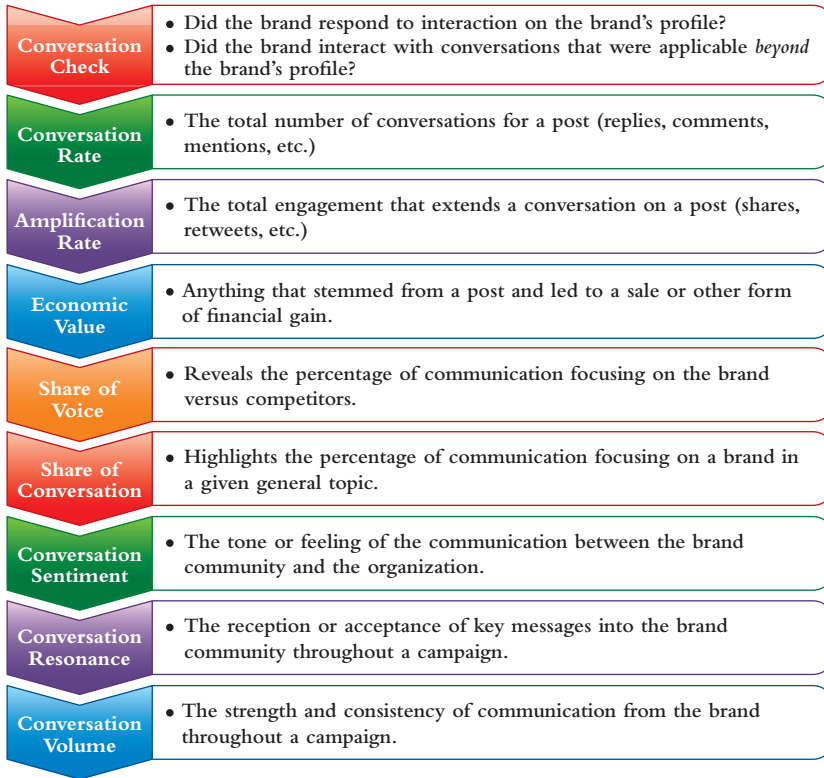 Conversation
Check
• Did the brand respond to interaction on the brand’s profile?
• Did the brand interact with conversations that were applicable beyond
the brand’s profile?
Conversation
Rate
• The total number of conversations for a post (replies, comments,
mentions, etc.)
Amplification
Rate
• The total engagement that extends a conversation on a post (shares,
retweets, etc.)
Economic
Value
• Anything that stemmed from a post and led to a sale or other form
of financial gain.
Share of
Voice
• Reveals the percentage of communication focusing on the brand
versus competitors.
Share of
Conversation
• Highlights the percentage of communication focusing on a brand in
a given general topic.
Conversation
Sentiment
• The tone or feeling of the communication between the brand
community and the organization.
Conversation
Resonance
• The reception or acceptance of key messages into the brand
community throughout a campaign.
Conversation
Volume
• The strength and consistency of communication from the brand
throughout a campaign.